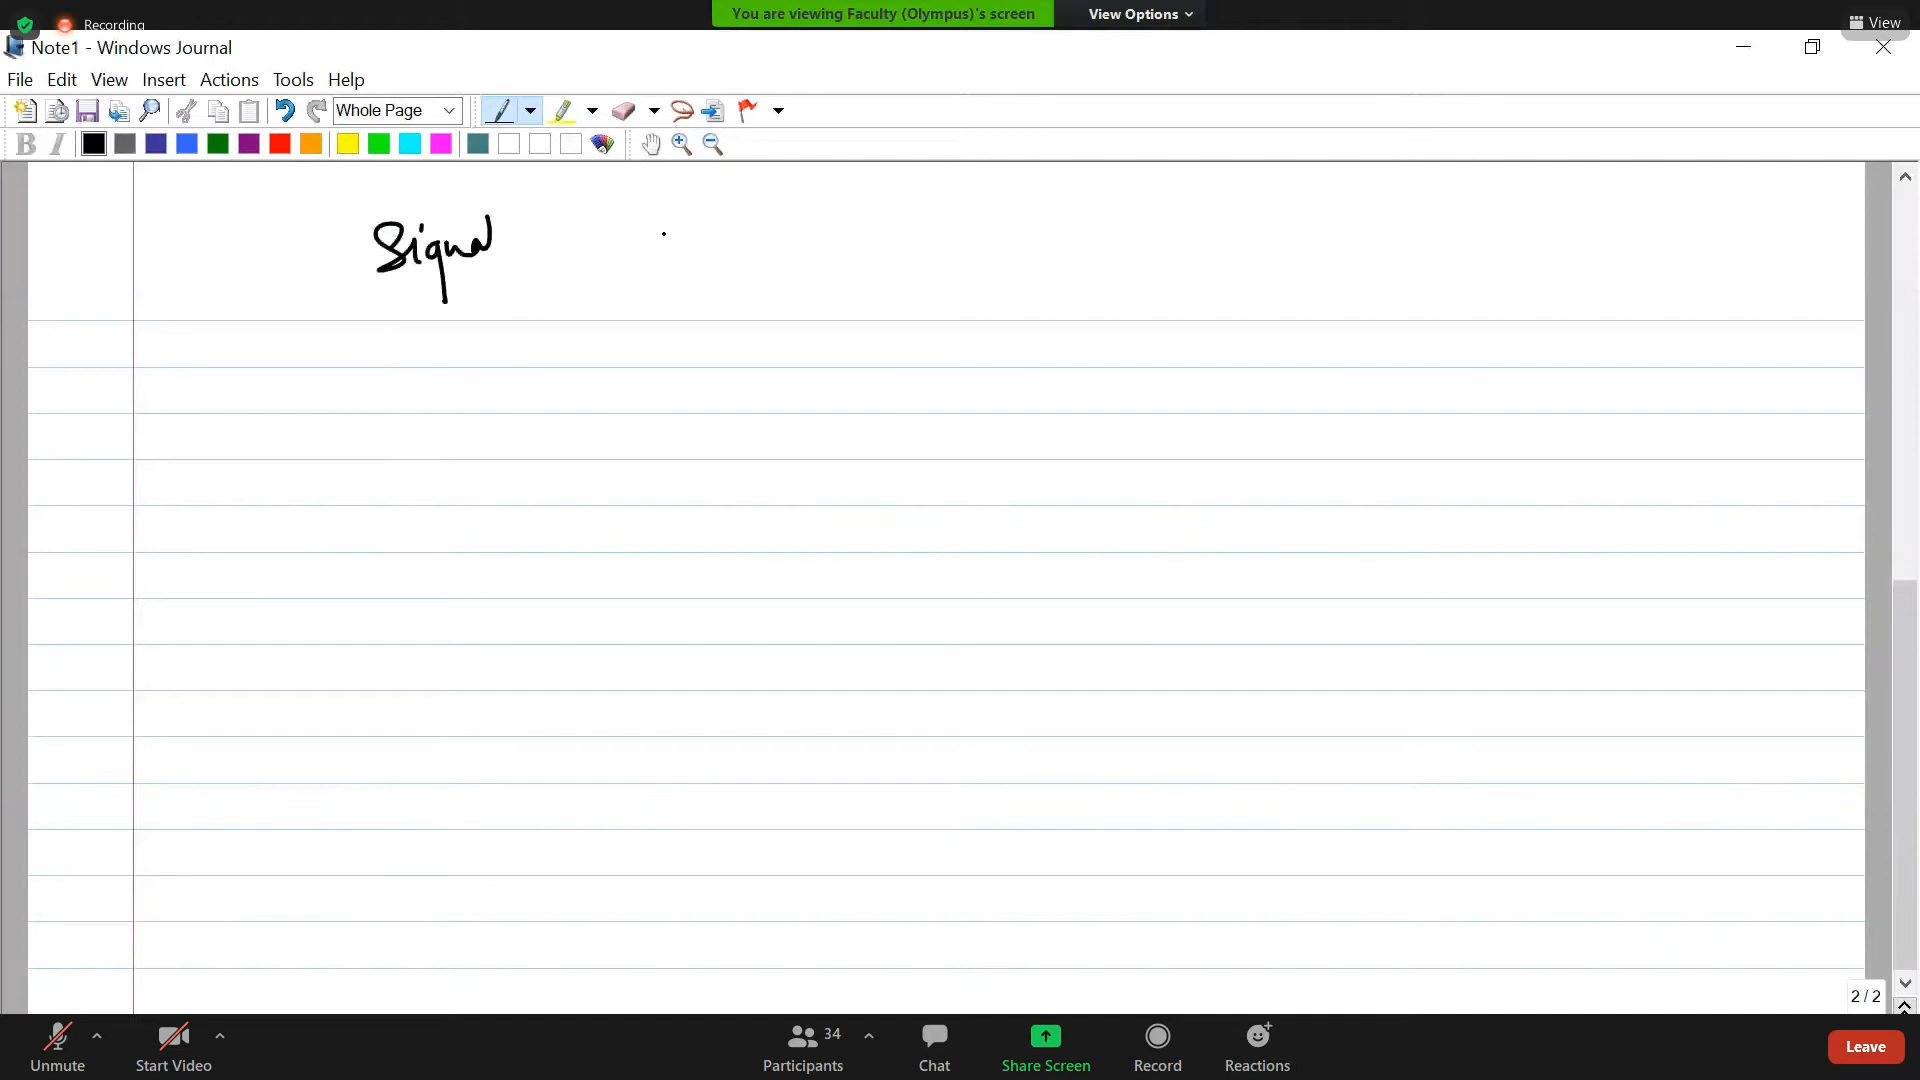 Recording
You are viewing Faculty (Olympus)'s screen
View Options
View
Note1 - Windows Journal
File Edit View Insert Actions Tools Help
Whole Page
B I
Signal
2 / 2
Unmute
Start Video
34
Participants
Chat
Share Screen
Record
Reactions
Leave